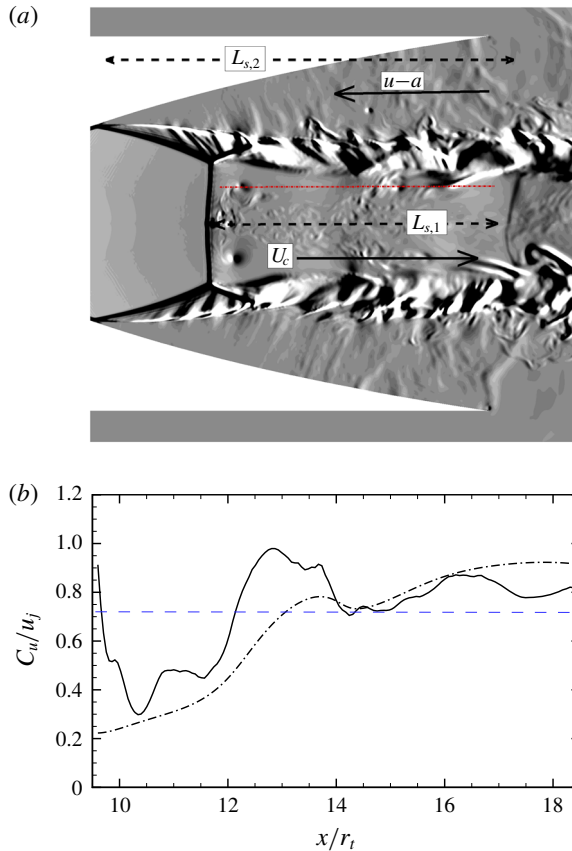 (a)
L_{s,2}
u−a
L_{s,1}
U_c
(b)
1.2
1.0
0.8
0.6
0.4
0.2
0
C_u/u_j
10 12 14 16 18
x/r_t